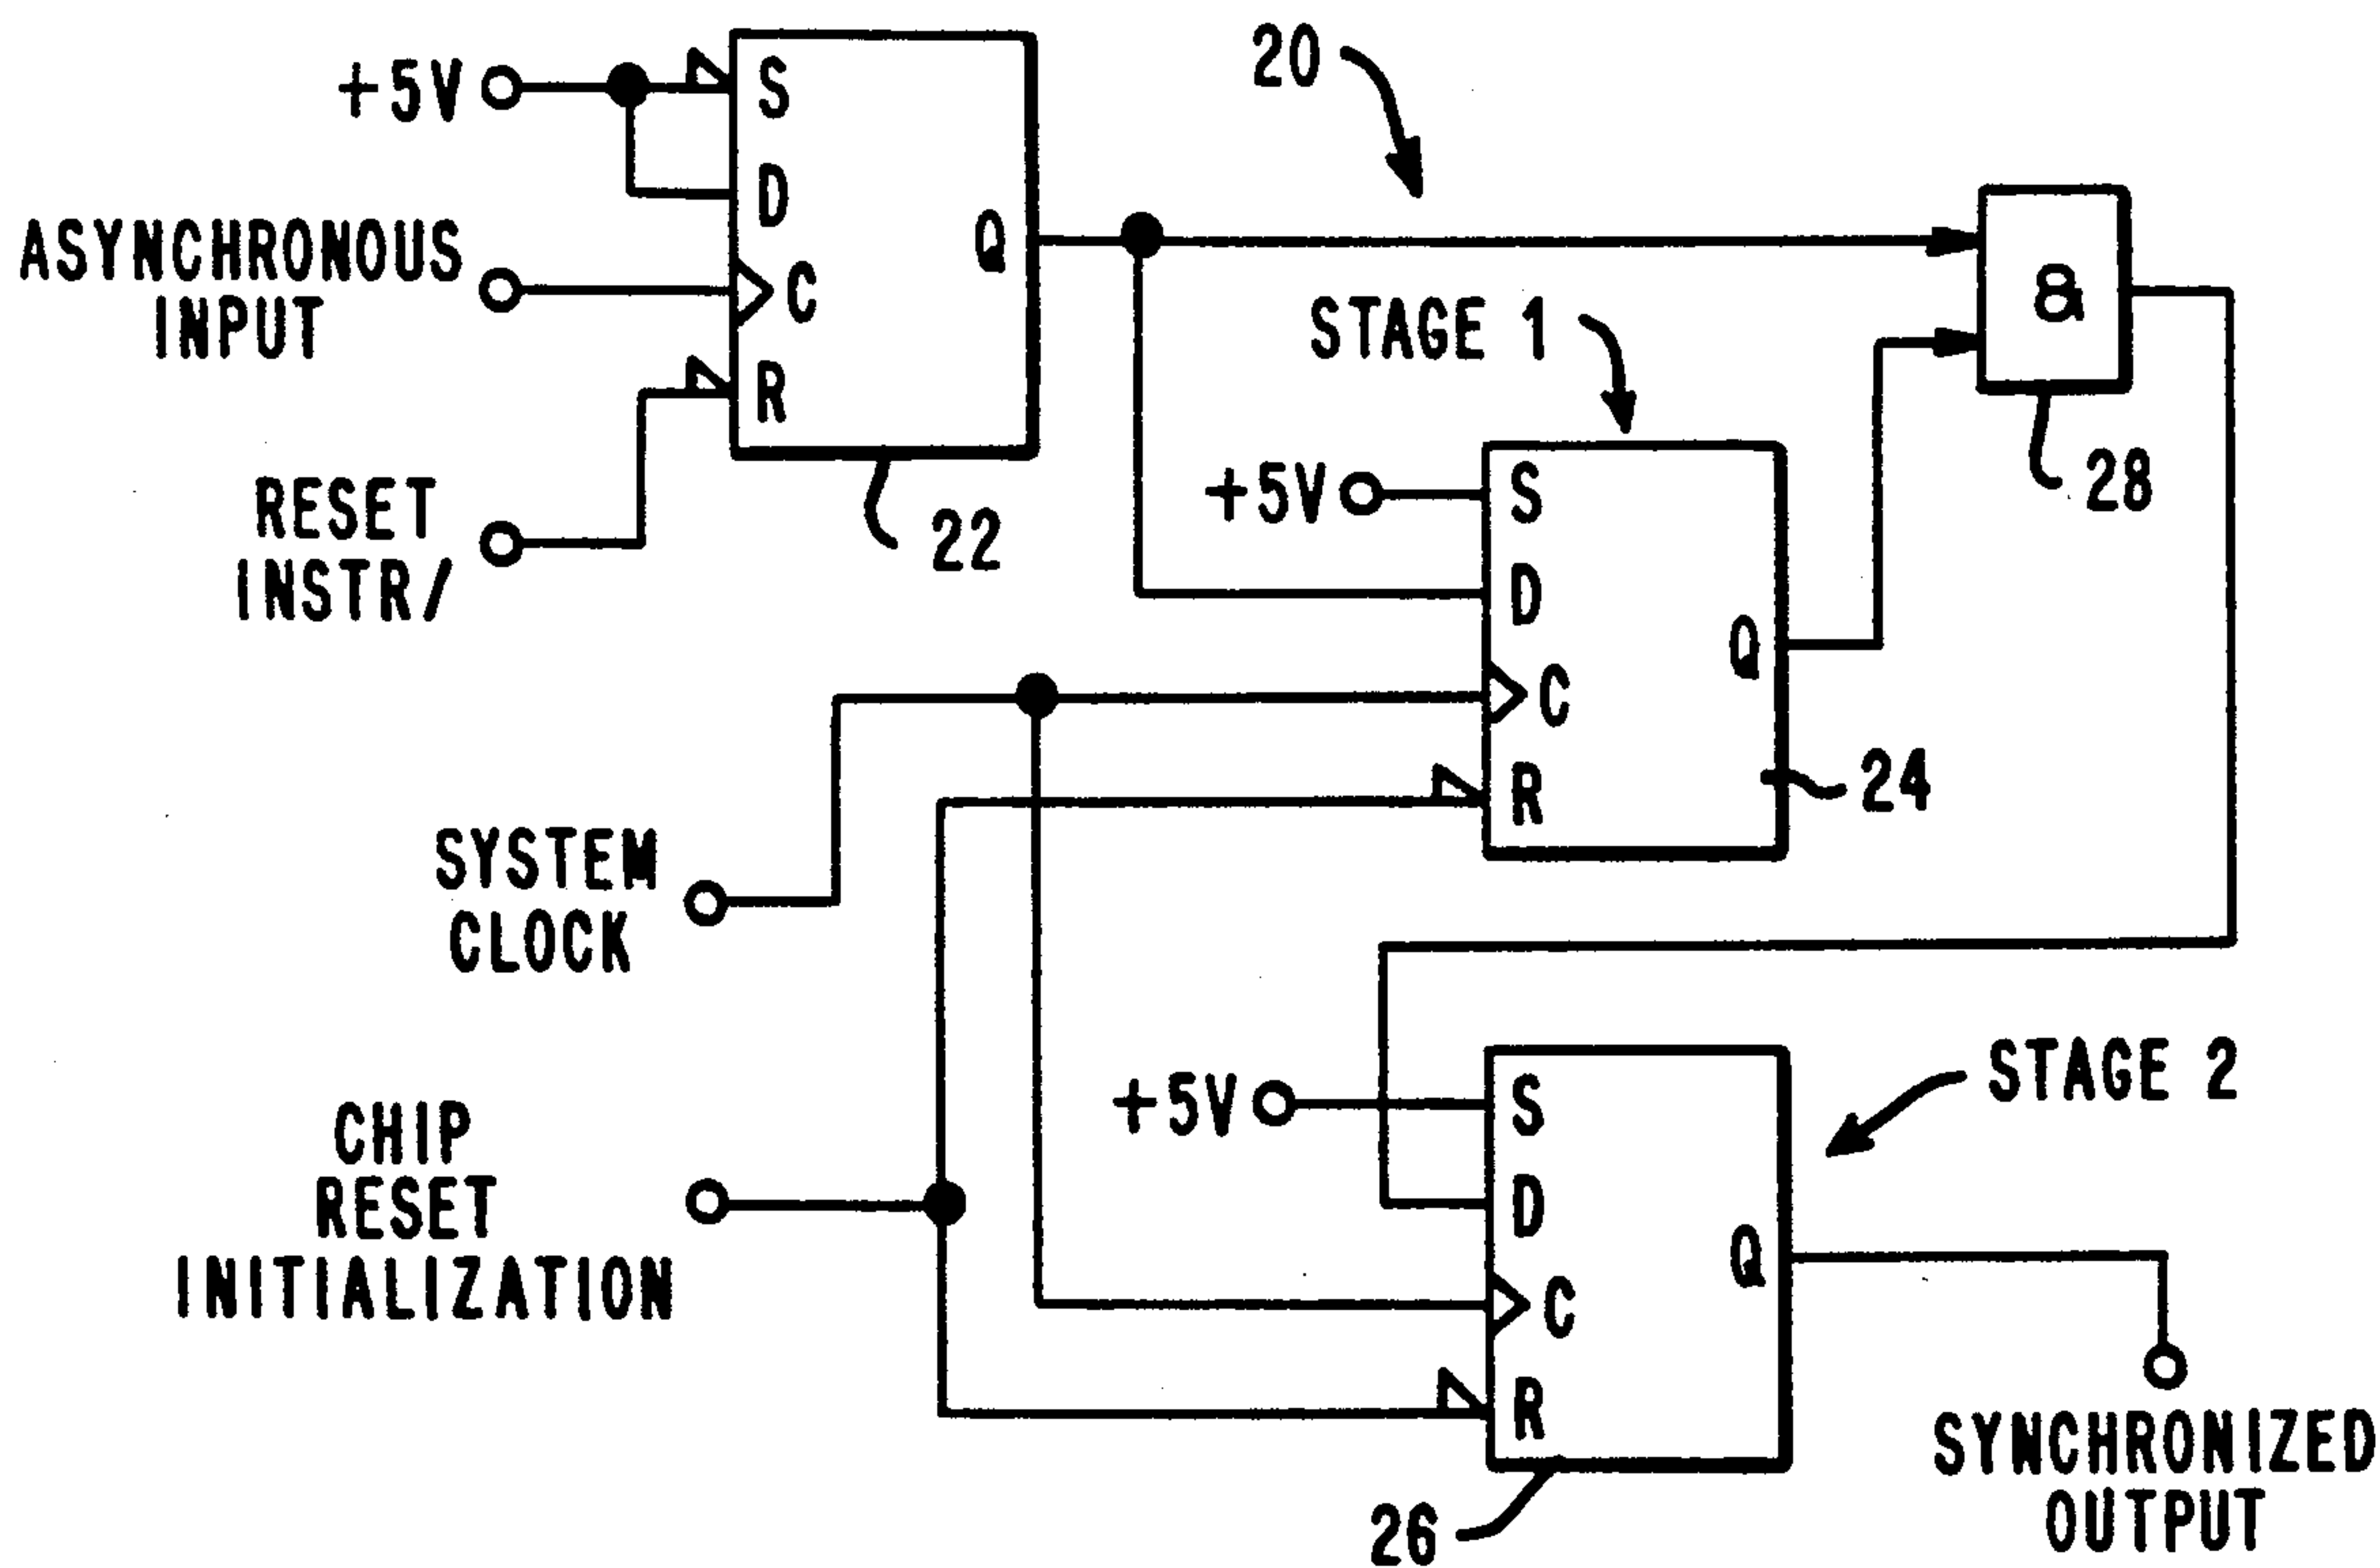 +5V
S
D
C
R
Q
ASYNCHRONOUS
INPUT
RESET
INSTR/
22
20
&
28
STAGE 1
+5V
S
D
C
R
Q
24
SYSTEM
CLOCK
CHIP
RESET
INITIALIZATION
+5V
S
D
C
R
Q
STAGE 2
26
SYNCHRONIZED
OUTPUT